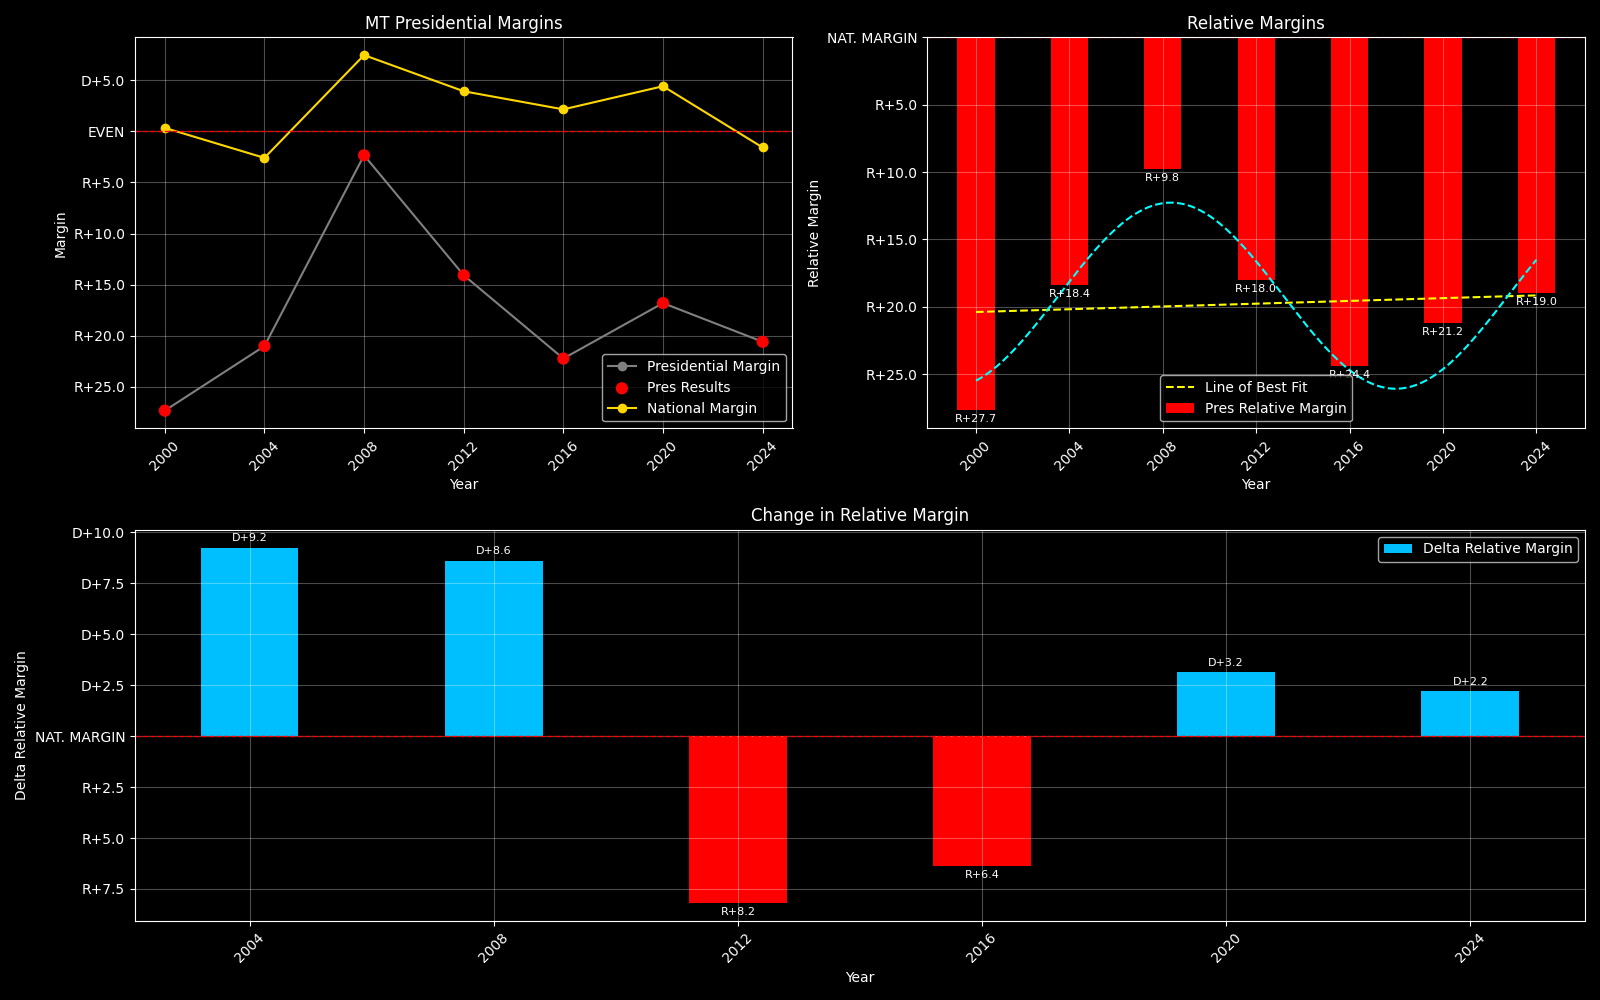 MT Presidential Margins
D+5.0
EVEN
R+5.0
R+10.0
R+15.0
R+20.0
R+25.0
Margin
Presidential Margin
Pres Results
National Margin
2000
2004
2008
2012
2016
2020
2024
Year
Relative Margins
NAT. MARGIN
R+5.0
R+10.0
R+15.0
R+20.0
R+25.0
Relative Margin
R+27.7
R+18.4
R+9.8
R+18.0
R+24.4
R+21.2
R+19.0
Line of Best Fit
Pres Relative Margin
2000
2004
2008
2012
2016
2020
2024
Year
Change in Relative Margin
D+10.0
D+7.5
D+5.0
D+2.5
NAT. MARGIN
R+2.5
R+5.0
R+7.5
Delta Relative Margin
D+9.2
D+8.6
R+8.2
R+6.4
D+3.2
D+2.2
Delta Relative Margin
2004
2008
2012
2016
2020
2024
Year